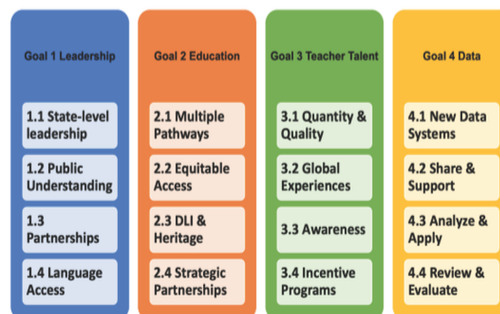 Goal 1 Leadership
1.1 State-level
leadership
1.2 Public
Understanding
1.3
Partnerships
1.4 Language
Access
Goal 2 Education
2.1 Multiple
Pathways
2.2 Equitable
Access
2.3 DLI &
Heritage
2.4 Strategic
Partnerships
Goal 3 Teacher Talent
3.1 Quantity &
Quality
3.2 Global
Experiences
3.3 Awareness
3.4 Incentive
Programs
Goal 4 Data
4.1 New Data
Systems
4.2 Share &
Support
4.3 Analyze &
Apply
4.4 Review &
Evaluate